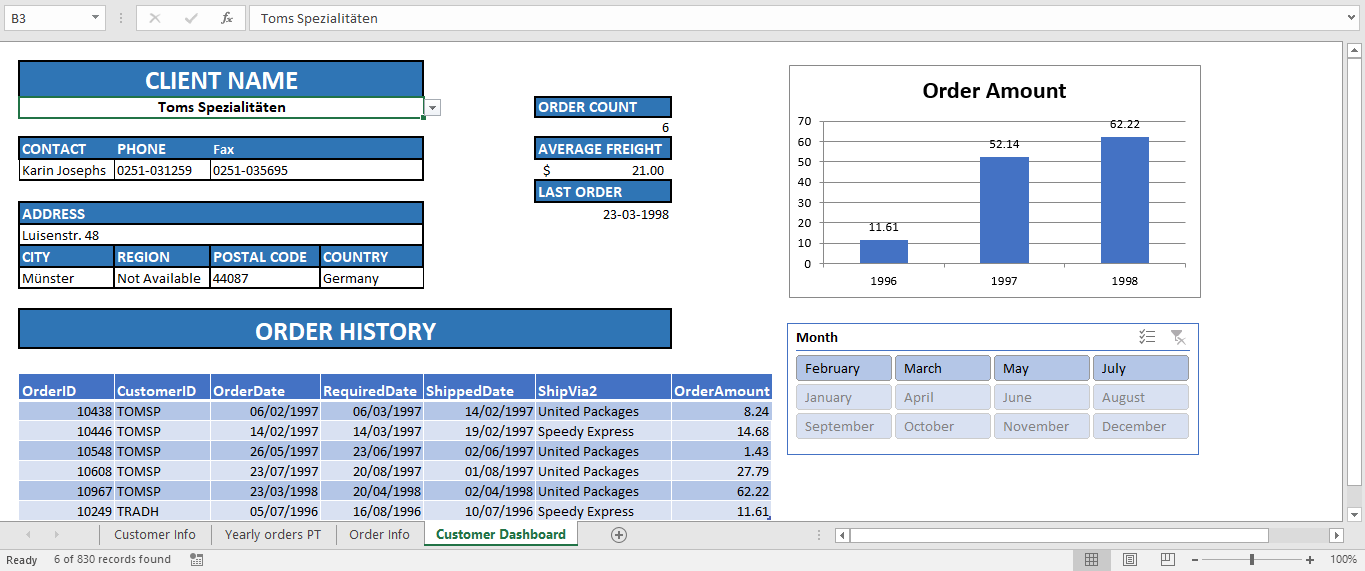 B3 fx Toms Spezialitäten
CLIENT NAME
Toms Spezialitäten
CONTACT PHONE Fax
Karin Josephs 0251-031259 0251-035695
ADDRESS
Luisenstr. 48
CITY REGION POSTAL CODE COUNTRY
Münster Not Available 44087 Germany
ORDER COUNT
6
AVERAGE FREIGHT
$ 21.00
LAST ORDER
23-03-1998
Order Amount
70
60
50
40
30
20
10
0
11.61
52.14
62.22
1996 1997 1998
ORDER HISTORY
Month
February March May July
January April June August
September October November December
OrderID CustomerID OrderDate RequiredDate ShippedDate ShipVia2 OrderAmount
10438 TOMSP 06/02/1997 06/03/1997 14/02/1997 United Packages 8.24
10446 TOMSP 14/02/1997 14/03/1997 19/02/1997 Speedy Express 14.68
10548 TOMSP 26/05/1997 23/06/1997 02/06/1997 United Packages 1.43
10608 TOMSP 23/07/1997 20/08/1997 01/08/1997 United Packages 27.79
10967 TOMSP 23/03/1998 20/04/1998 02/04/1998 United Packages 62.22
10249 TRADH 05/07/1996 16/08/1996 10/07/1996 Speedy Express 11.61
Customer Info Yearly orders PT Order Info Customer Dashboard
Ready 6 of 830 records found 100%